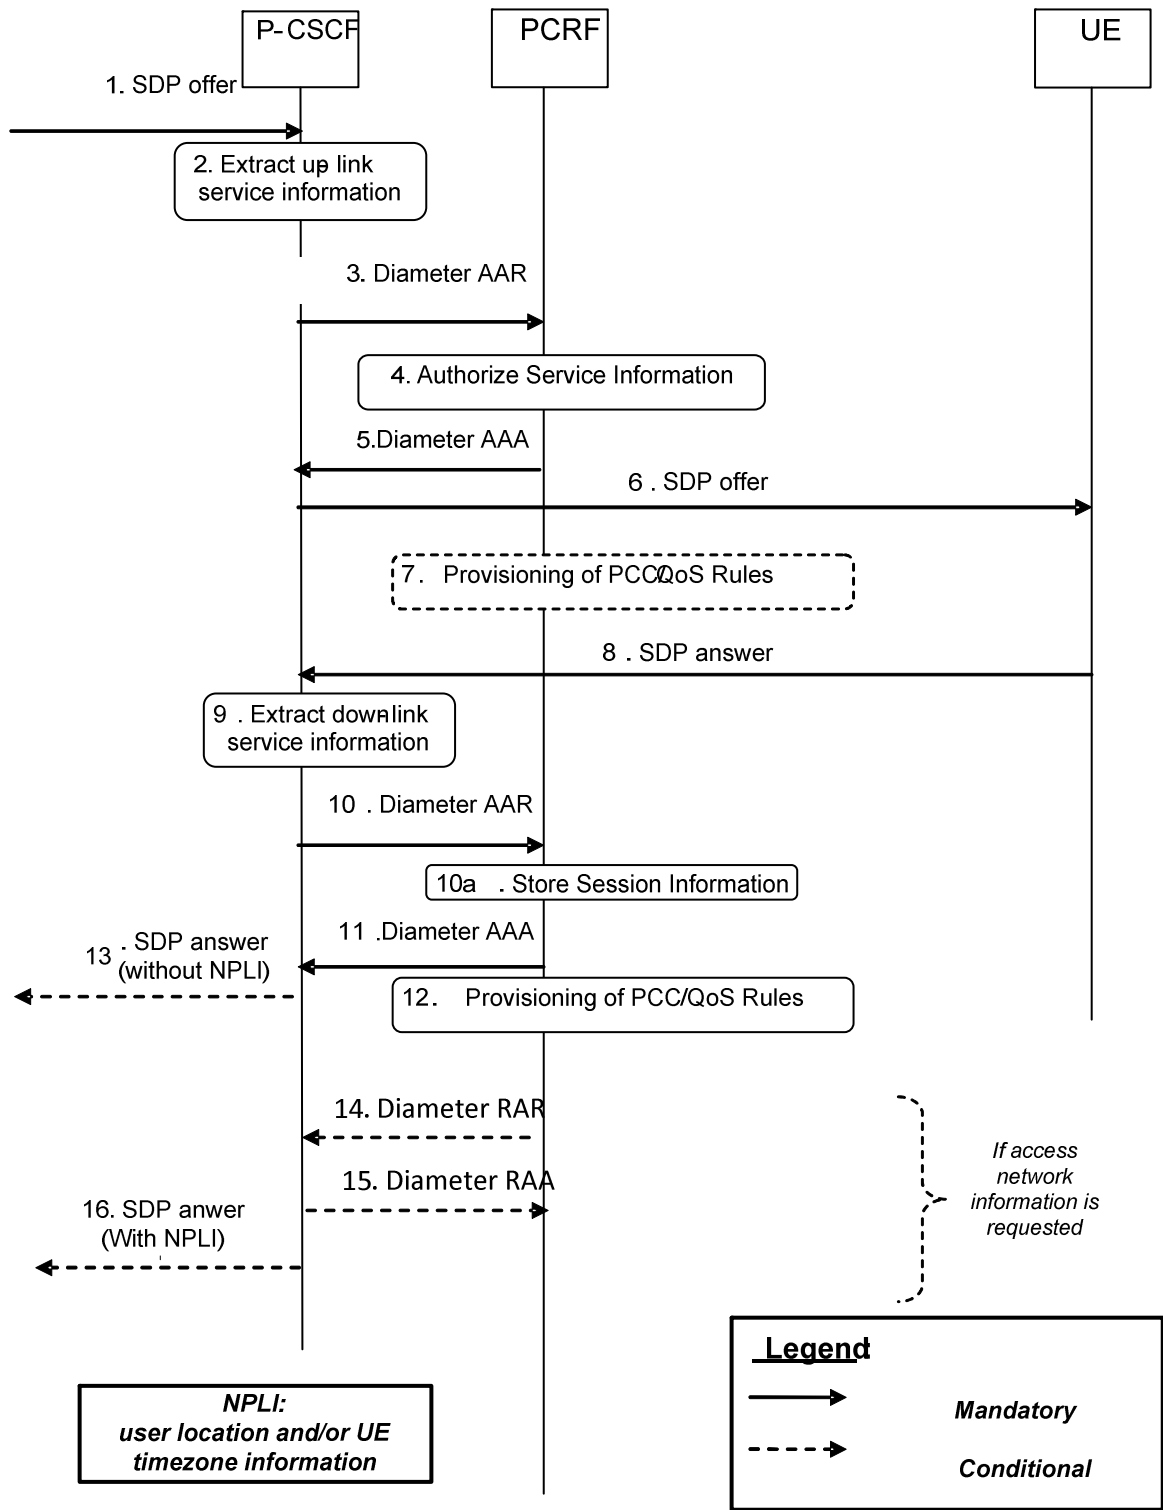 P-CSCF
PCRF
UE
1. SDP offer
2. Extract up link
service information
3. Diameter AAR
4. Authorize Service Information
5.Diameter AAA
6. SDP offer
7. Provisioning of PCC/QoS Rules
8. SDP answer
9. Extract down-link
service information
10. Diameter AAR
10a. Store Session Information
11.Diameter AAA
13. SDP answer
(without NPLI)
12. Provisioning of PCC/QoS Rules
14. Diameter RAR
15. Diameter RAA
16. SDP anwer
(With NPLI)
If access
network
information is
requested
Legend:
Mandatory
Conditional
NPLI:
user location and/or UE
timezone information